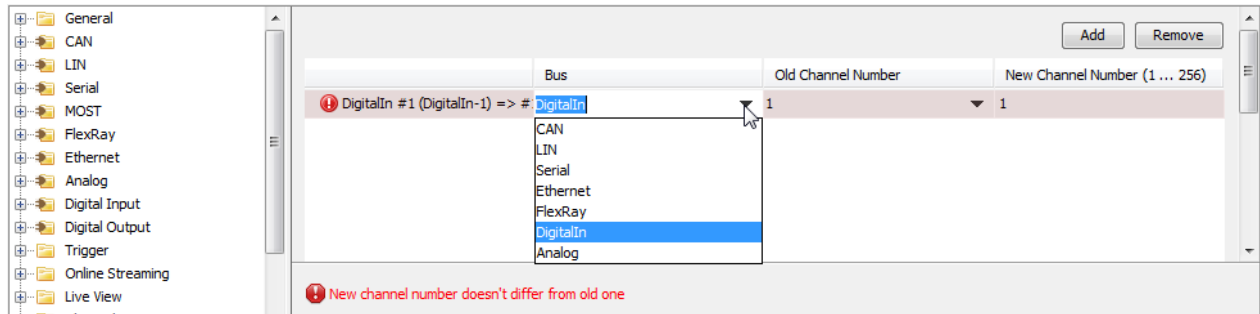 General
CAN
LIN
Serial
MOST
FlexRay
Ethernet
Analog
Digital Input
Digital Output
Trigger
Online Streaming
Live View
Add Remove
Bus Old Channel Number New Channel Number (1 ... 256)
DigitalIn #1 (DigitalIn-1) => # DigitalIn 1 1
CAN
LIN
Serial
Ethernet
FlexRay
DigitalIn
Analog
New channel number doesn't differ from old one